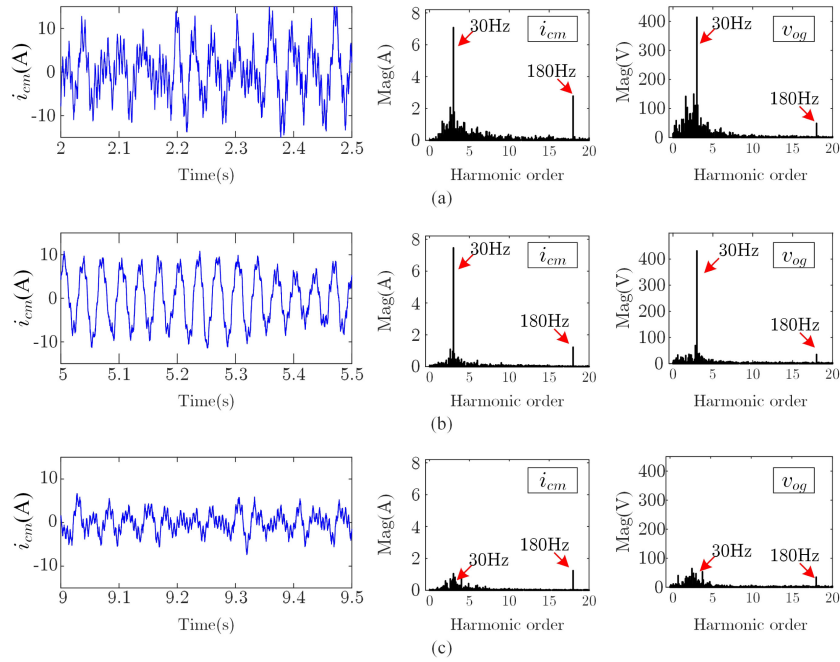 i_cm(A)
10
0
-10
2 2.1 2.2 2.3 2.4 2.5
Time(s)
Mag(A)
8
6
4
2
0
30Hz
i_cm
180Hz
0 5 10 15 20
Harmonic order
Mag(V)
400
300
200
100
0
30Hz
v_og
180Hz
0 5 10 15 20
Harmonic order
(a)
i_cm(A)
10
0
-10
5 5.1 5.2 5.3 5.4 5.5
Time(s)
Mag(A)
8
6
4
2
0
30Hz
i_cm
180Hz
0 5 10 15 20
Harmonic order
Mag(V)
400
300
200
100
0
30Hz
v_og
180Hz
0 5 10 15 20
Harmonic order
(b)
i_cm(A)
10
0
-10
9 9.1 9.2 9.3 9.4 9.5
Time(s)
Mag(A)
8
6
4
2
0
i_cm
30Hz
180Hz
0 5 10 15 20
Harmonic order
Mag(V)
400
300
200
100
0
v_og
30Hz
180Hz
0 5 10 15 20
Harmonic order
(c)